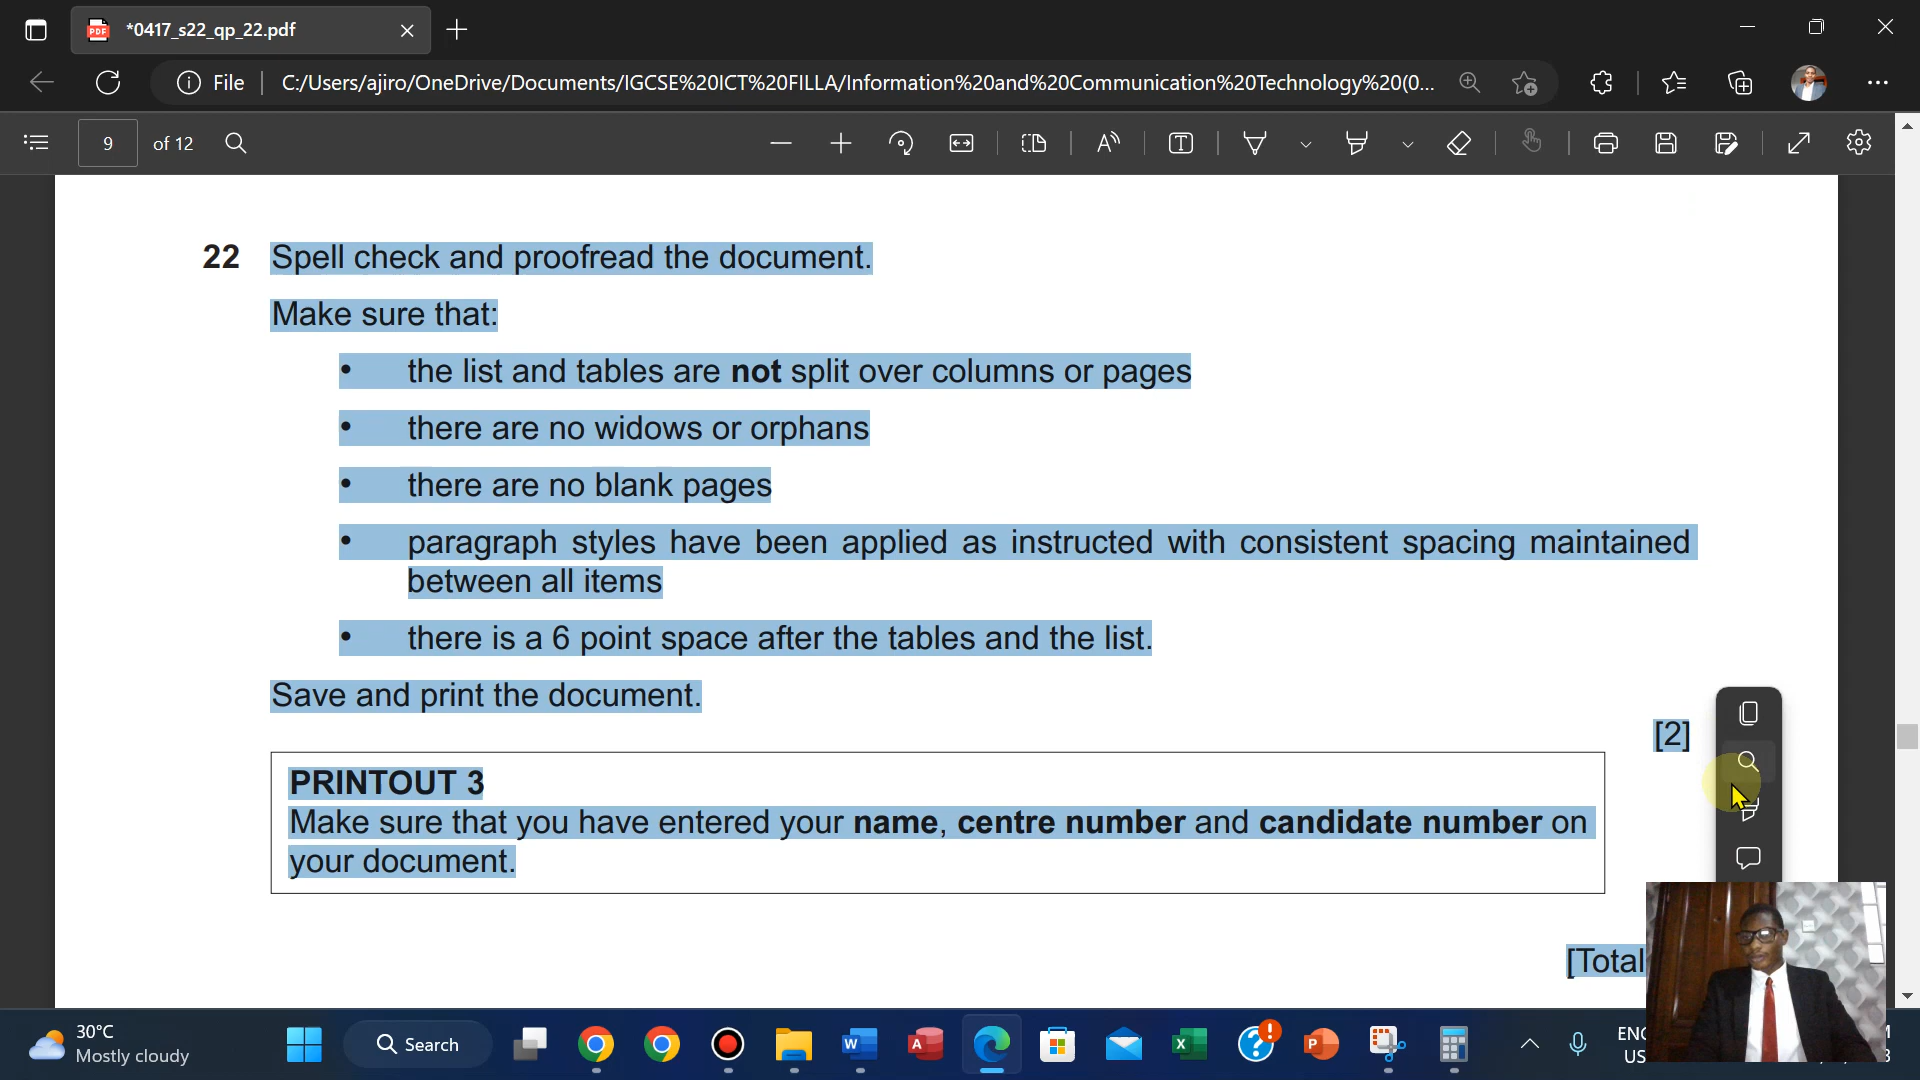 *0417_s22_qp_22.pdf
File
C:/Users/ajiro/OneDrive/Documents/IGCSE%20ICT%20FILLA/Information%20and%20Communication%20Technology%20(0...
9 of 12
22 Spell check and proofread the document.
Make sure that:
• the list and tables are not split over columns or pages
• there are no widows or orphans
• there are no blank pages
• paragraph styles have been applied as instructed with consistent spacing maintained
between all items
• there is a 6 point space after the tables and the list.
Save and print the document.
[2]
PRINTOUT 3
Make sure that you have entered your name, centre number and candidate number on
your document.
[Total
30°C
Mostly cloudy
Search
ENG
US